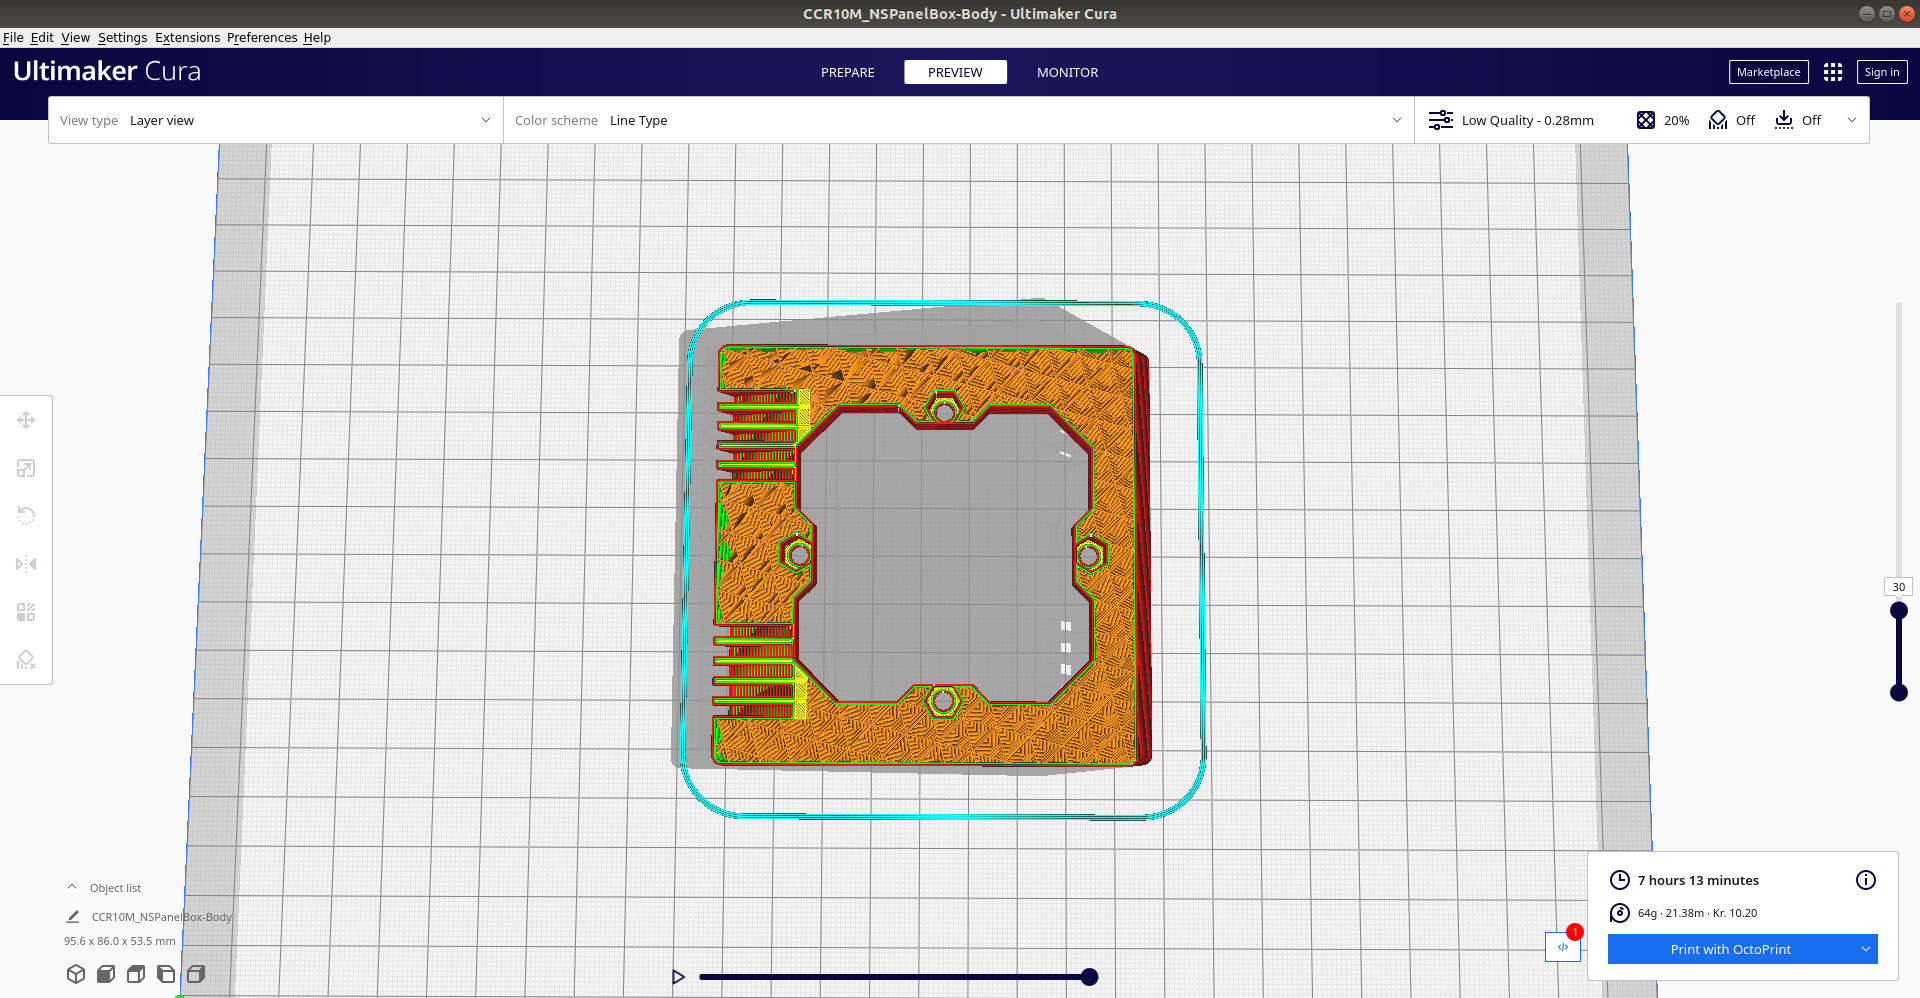 CCR10M_NSPanelBox-Body - Ultimaker Cura
File Edit View Settings Extensions Preferences Help
Ultimaker Cura
PREPARE PREVIEW MONITOR
Marketplace Sign in
View type Layer view
Color scheme Line Type
Low Quality - 0.28mm 20% Off Off
30
Object list
CCR10M_NSPanelBox-Body
95.6 x 86.0 x 53.5 mm
7 hours 13 minutes
64g · 21.38m · Kr. 10.20
1
Print with OctoPrint